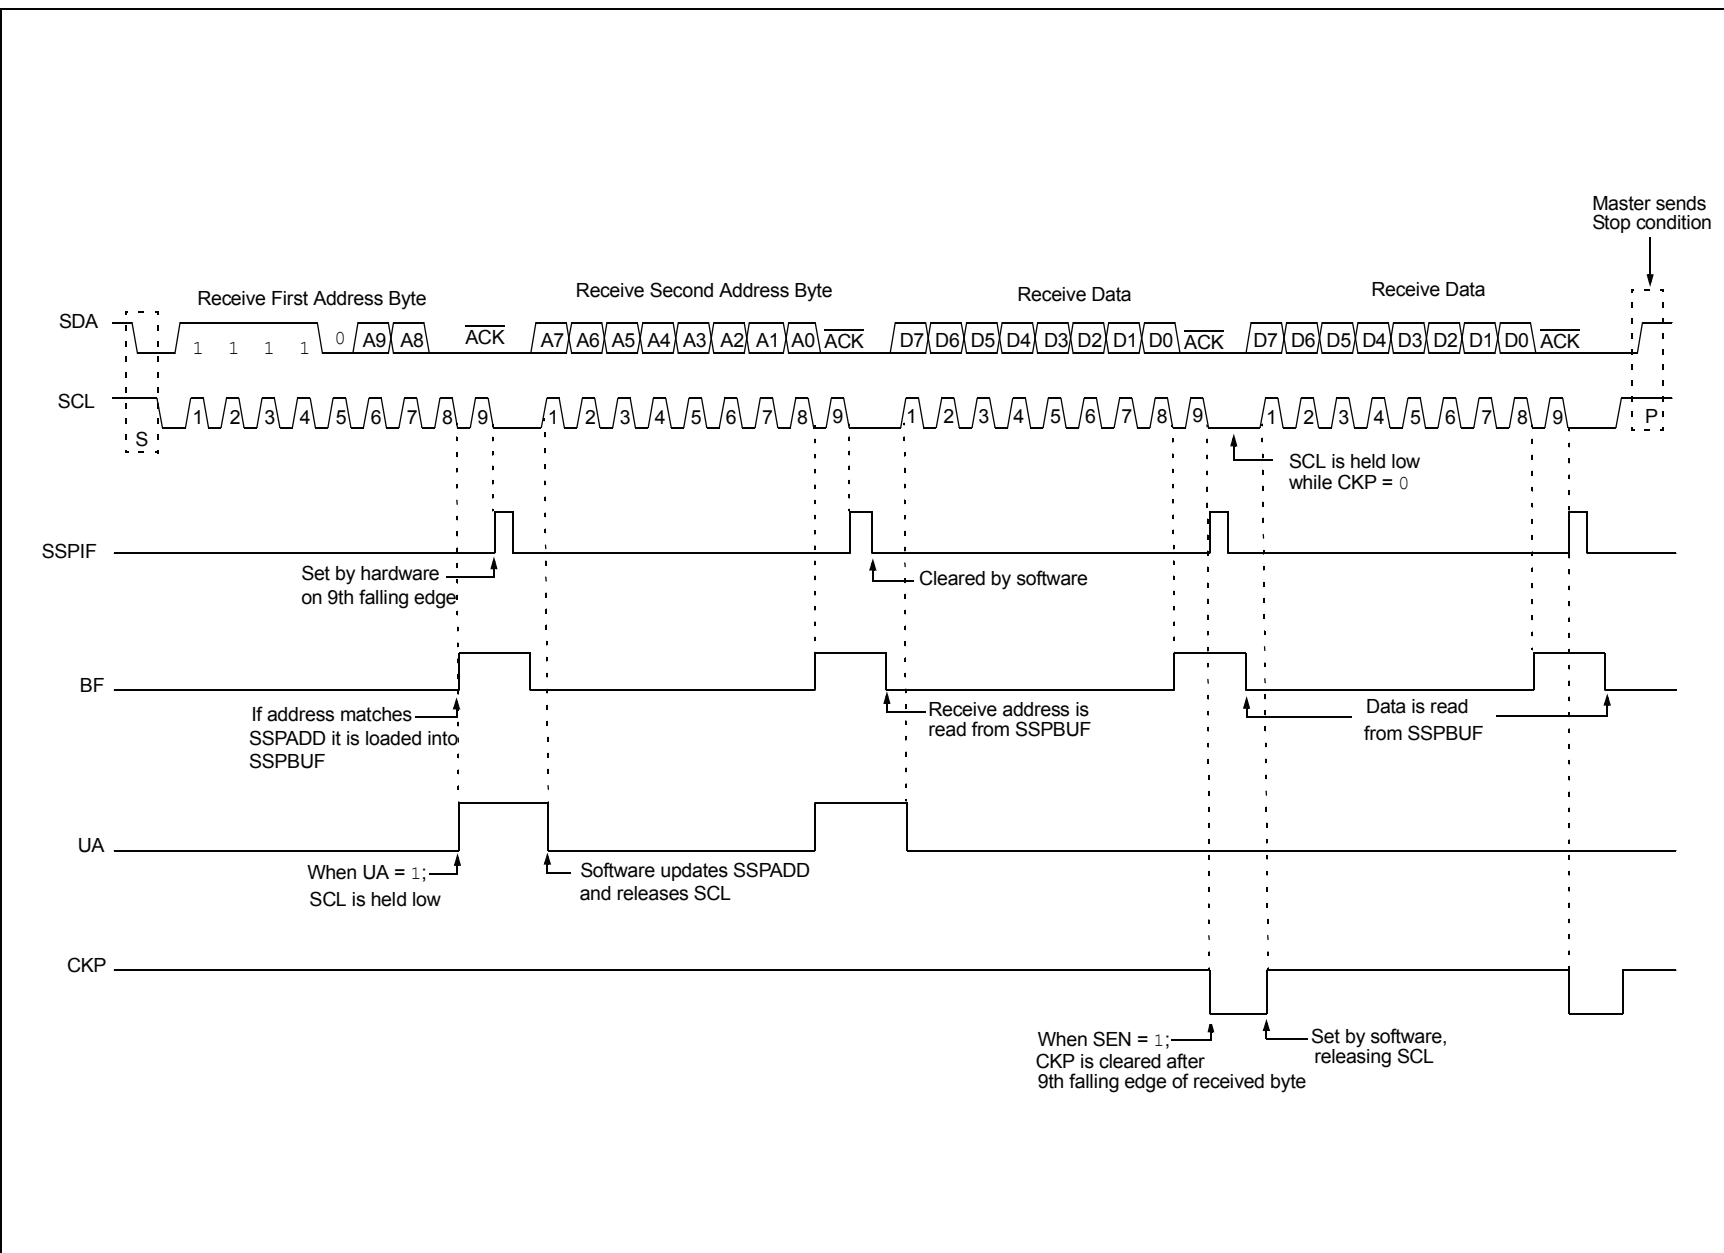 Master sends
Stop condition
Receive First Address Byte
Receive Second Address Byte
Receive Data
Receive Data
SDA
1 1 1 1 0 A9 A8 ACK A7 A6 A5 A4 A3 A2 A1 A0 ACK D7 D6 D5 D4 D3 D2 D1 D0 ACK D7 D6 D5 D4 D3 D2 D1 D0 ACK
SCL
S 1 2 3 4 5 6 7 8 9 1 2 3 4 5 6 7 8 9 1 2 3 4 5 6 7 8 9 1 2 3 4 5 6 7 8 9 P
SCL is held low
while CKP = 0
SSPIF
Set by hardware
on 9th falling edge
Cleared by software
BF
If address matches
SSPADD it is loaded into
SSPBUF
Receive address is
read from SSPBUF
Data is read
from SSPBUF
UA
When UA = 1;
SCL is held low
Software updates SSPADD
and releases SCL
CKP
When SEN = 1;
CKP is cleared after
9th falling edge of received byte
Set by software,
releasing SCL